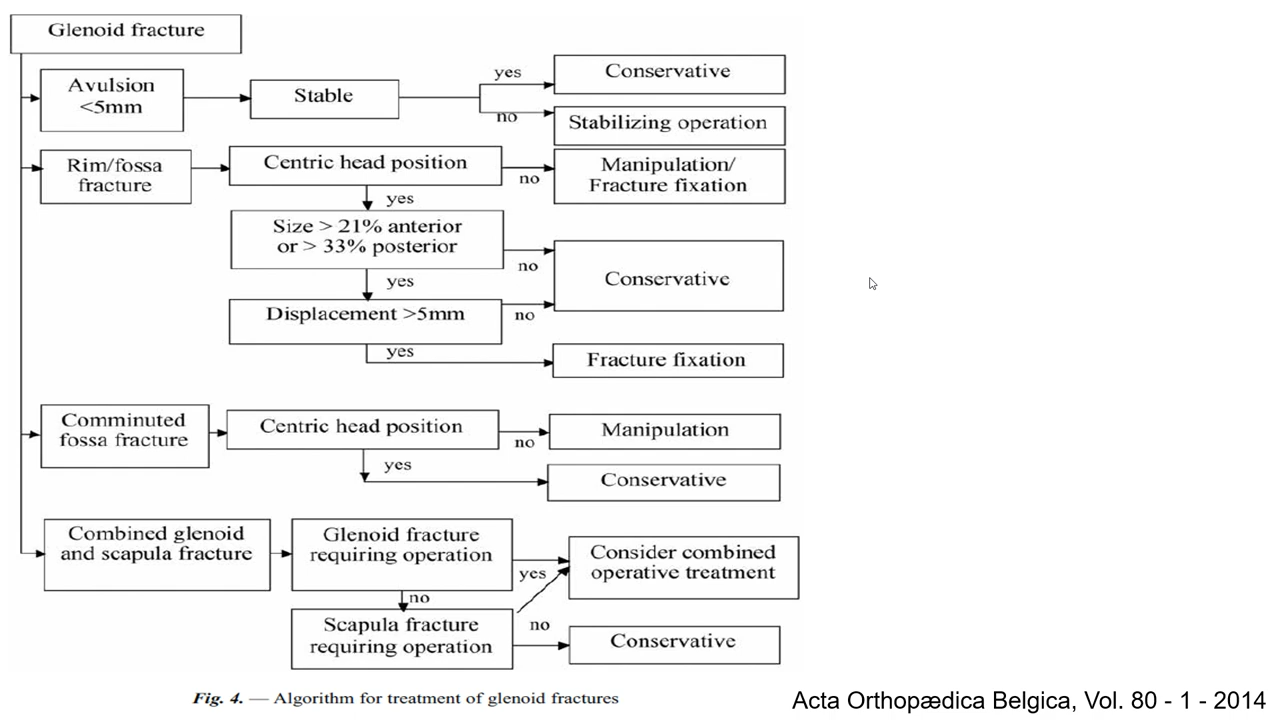 Glenoid fracture
Avulsion
<5mm
Stable
yes
Conservative
no
Stabilizing operation
Rim/fossa
fracture
Centric head position
no
Manipulation/
Fracture fixation
yes
Size > 21% anterior
or > 33% posterior
no
Conservative
yes
Displacement >5mm
no
yes
Fracture fixation
Comminuted
fossa fracture
Centric head position
no
Manipulation
yes
Conservative
Combined glenoid
and scapula fracture
Glenoid fracture
requiring operation
yes
Consider combined
operative treatment
no
Scapula fracture
requiring operation
no
Conservative
Fig. 4. — Algorithm for treatment of glenoid fractures
Acta Orthopædica Belgica, Vol. 80 - 1 - 2014